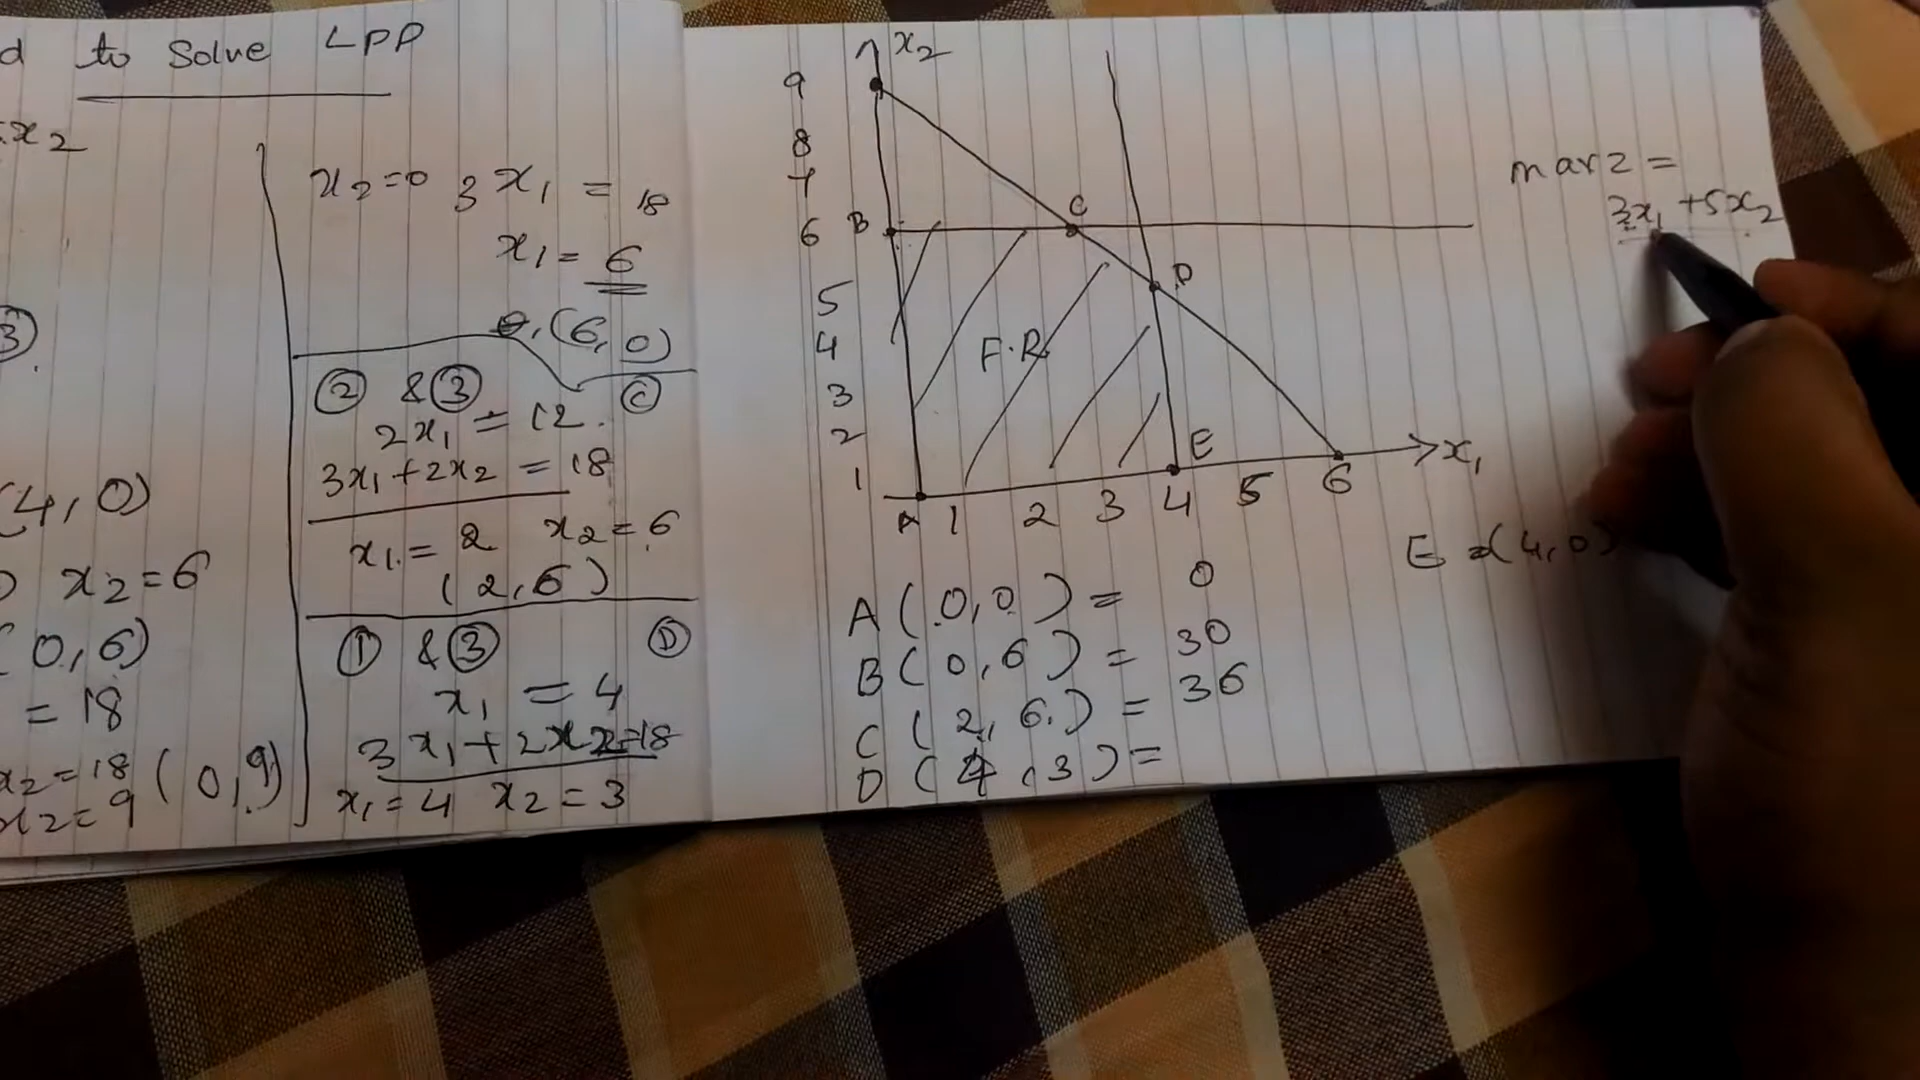 d to Solve LPP
x2
3
(4,0)
x2=6
0,6)
= 18
x2=18 (0,9)
x2=9
x2=0 3x1 = 18
x1= 6
(6,0)
② & ③ Ⓒ
2x1 = 12.
3x1+2x2 = 18
x1.= 2 x2=6
(2,6)
① & ③ Ⓓ
x1 = 4
3x1+2x2=18
x1=4 x2=3
x2
9
8
7
6 B C
5 D
4 F.R
3
2 E x1
1
A 1 2 3 4 5 6
max z =
3x1+5x2
E =(4,0)
A (0,0) = 0
B (0,6) = 30
C (2,6.) = 36
D (4,3) =